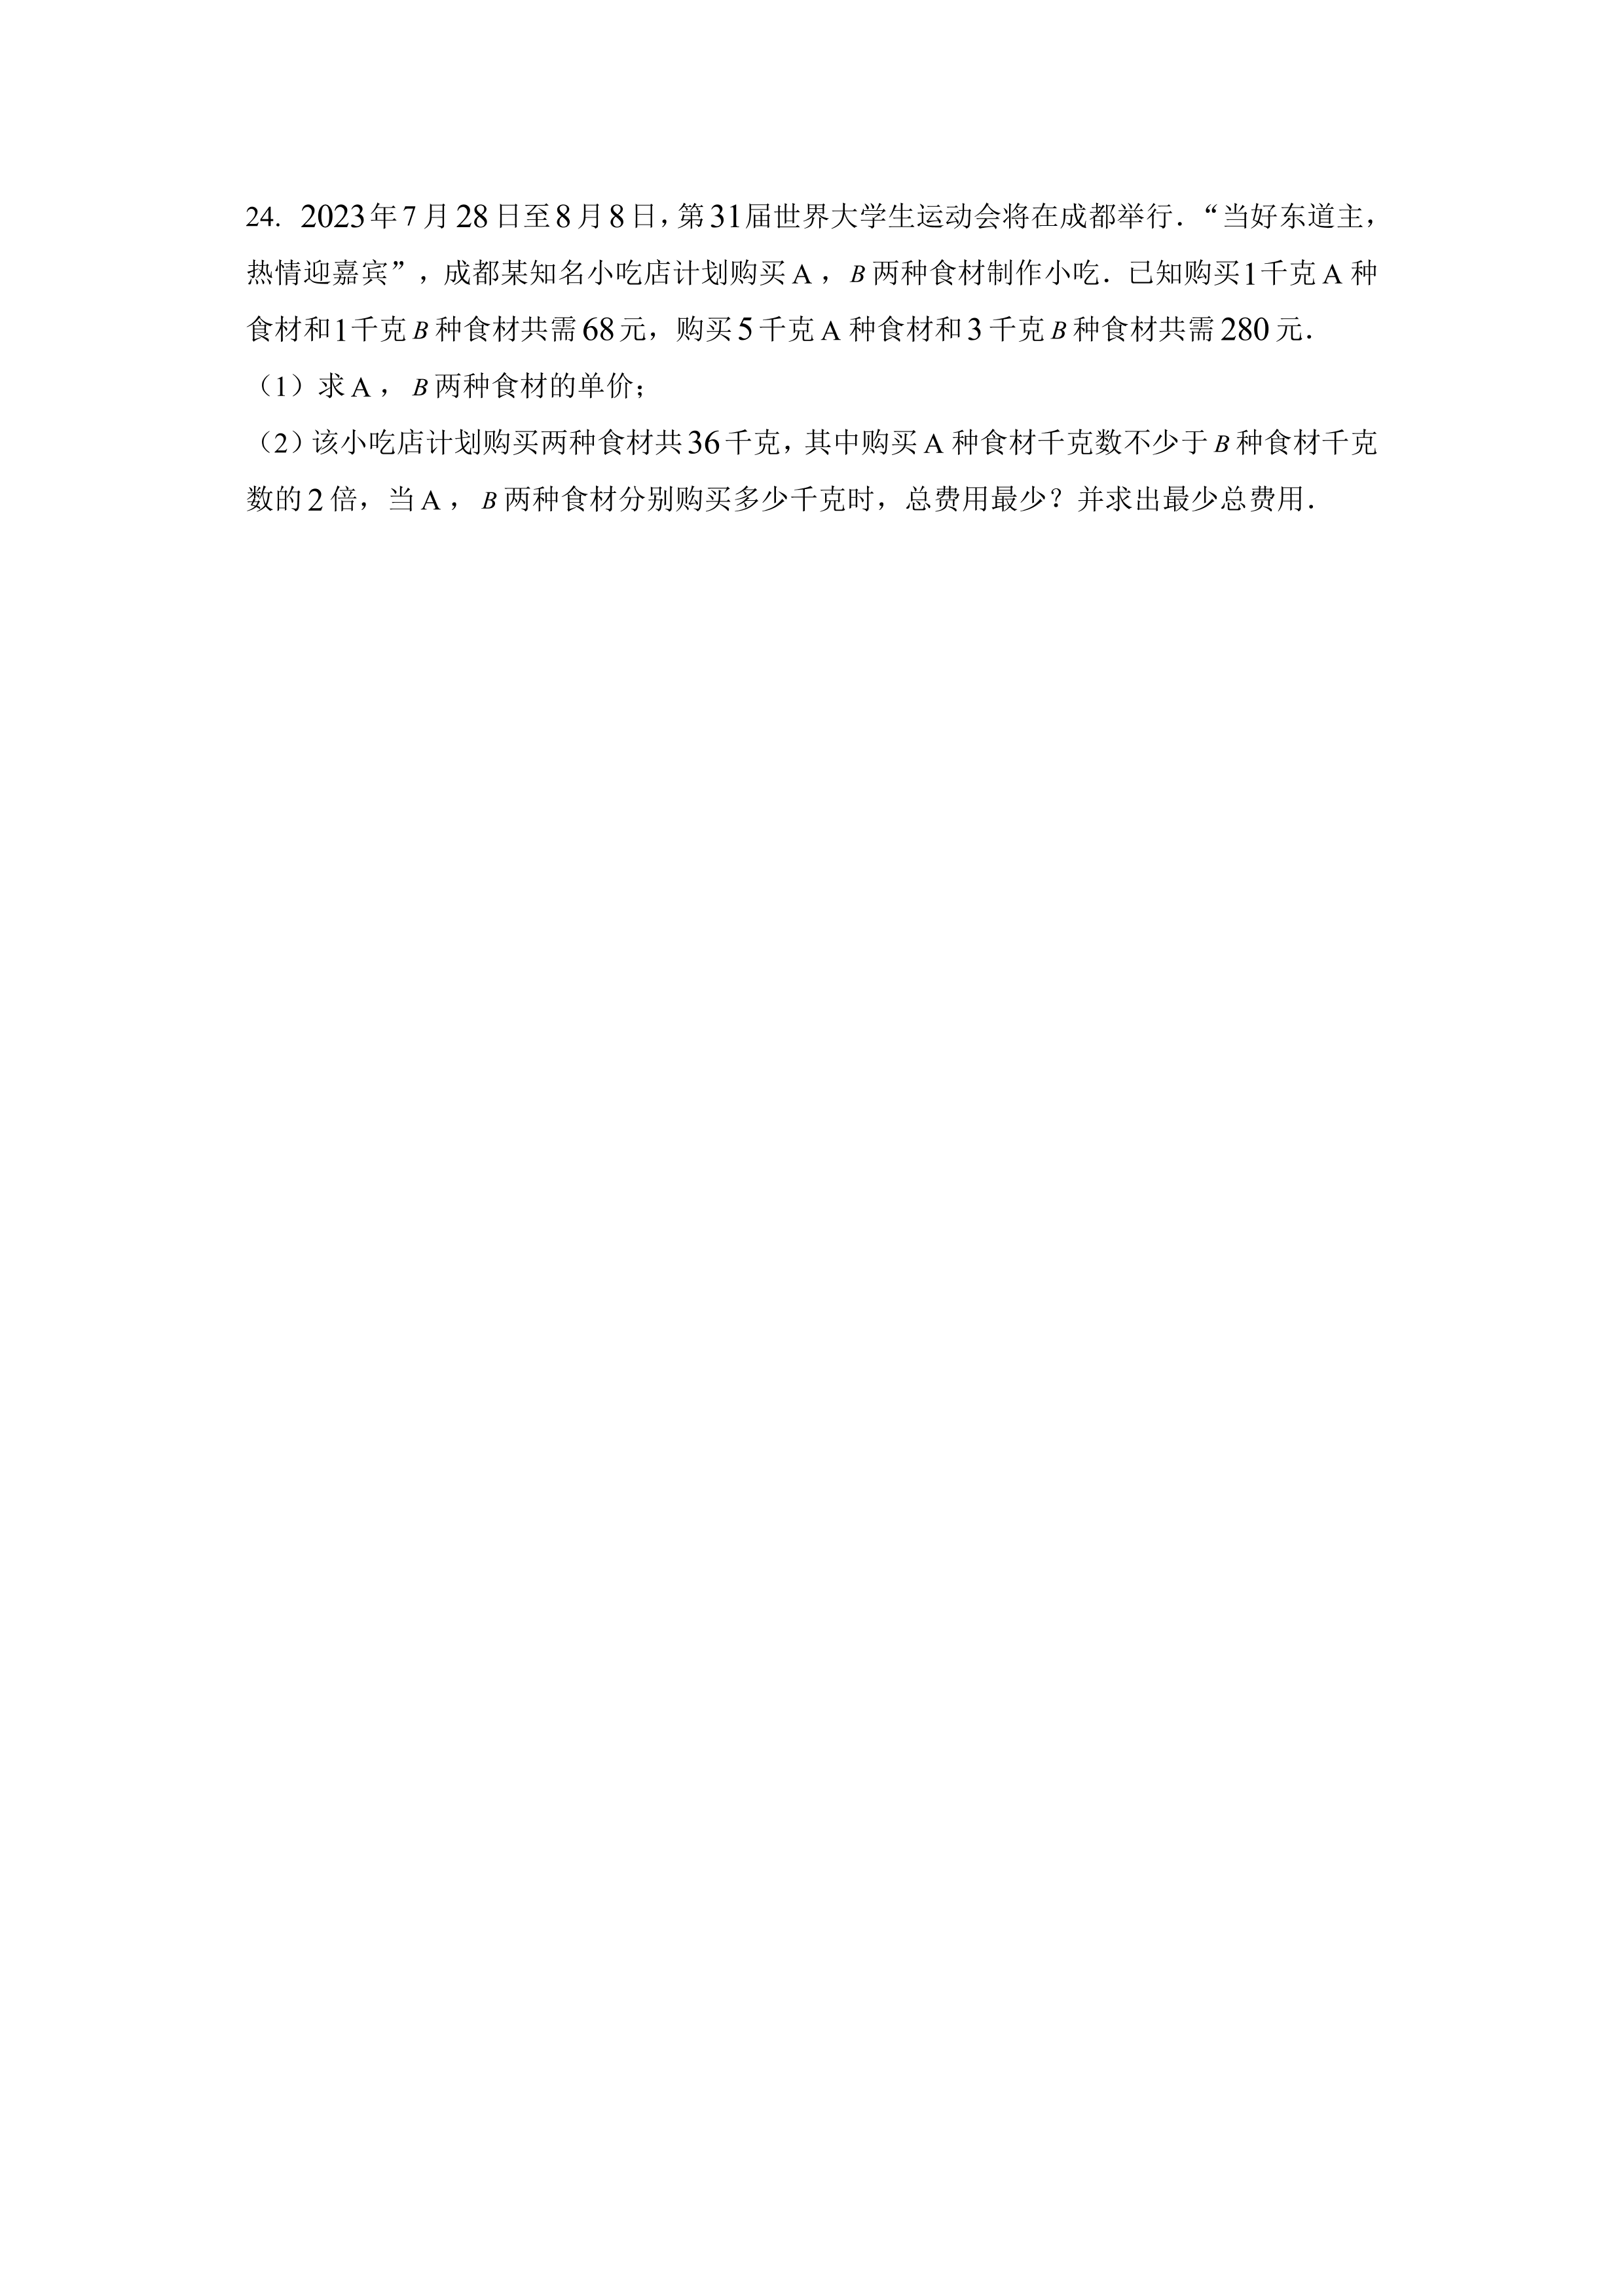 24. 2023年7月28日至8月8日,第31届世界大学生运动会将在成都举行.“当好东道主,
热情迎嘉宾”,成都某知名小吃店计划购买A,B两种食材制作小吃.已知购买1千克A种
食材和1千克B种食材共需68元,购买5千克A种食材和3千克B种食材共需280元.
(1)求A,B两种食材的单价;
(2)该小吃店计划购买两种食材共36千克,其中购买A种食材千克数不少于B种食材千克
数的2倍,当A,B两种食材分别购买多少千克时,总费用最少?并求出最少总费用.